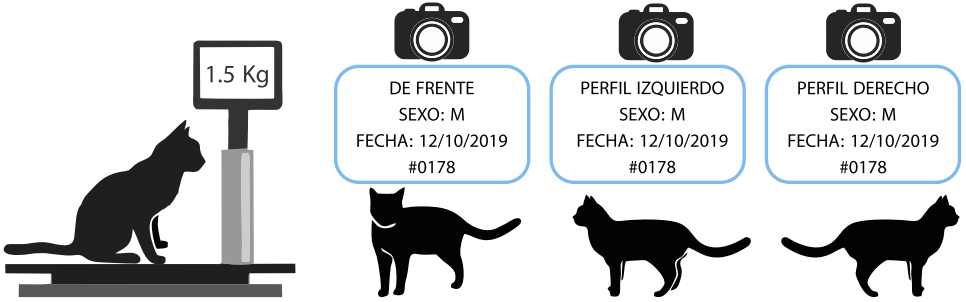 1.5 Kg
DE FRENTE
SEXO: M
FECHA: 12/10/2019
#0178
PERFIL IZQUIERDO
SEXO: M
FECHA: 12/10/2019
#0178
PERFIL DERECHO
SEXO: M
FECHA: 12/10/2019
#0178